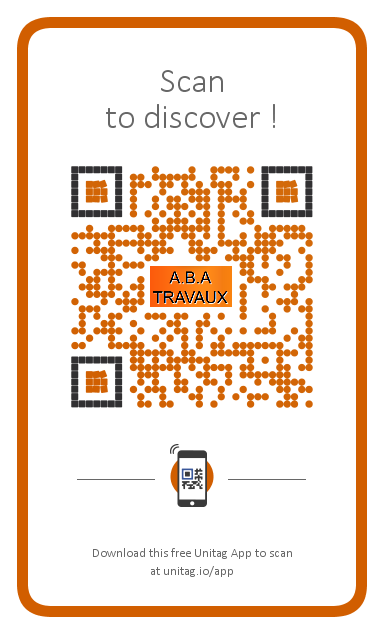 Scan
to discover !
A.B.A
TRAVAUX
Download this free Unitag App to scan
at unitag.io/app